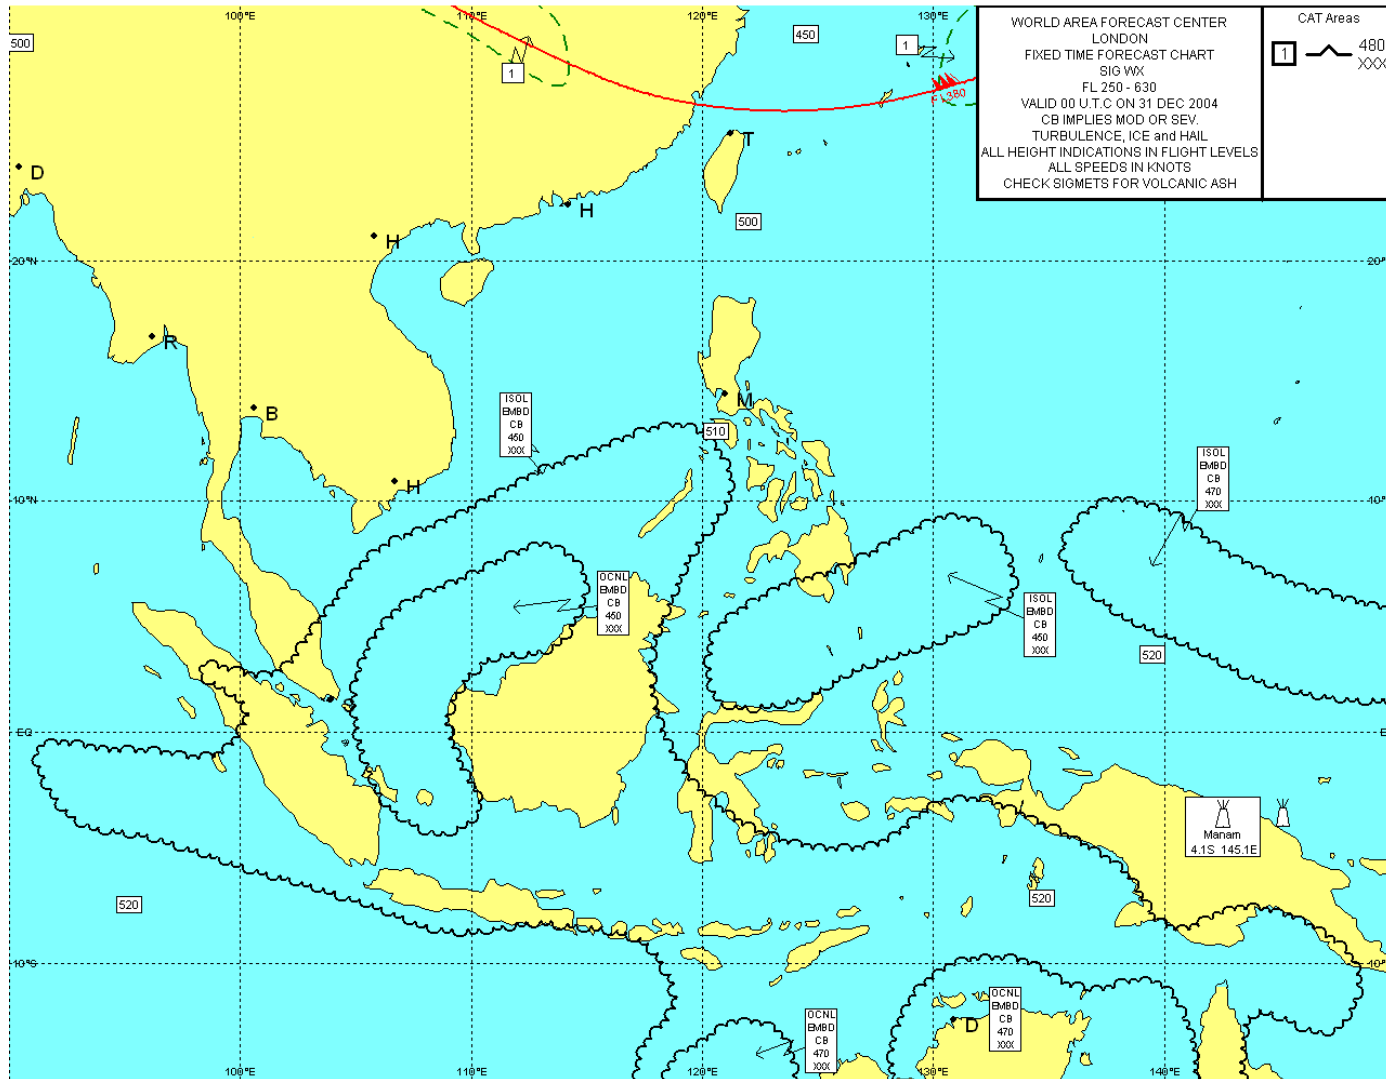 100°E
110°E
120°E
130°E
500
450
1
1
FL380
WORLD AREA FORECAST CENTER
LONDON
FIXED TIME FORECAST CHART
SIG WX
FL 250 - 630
VALID 00 U.T.C ON 31 DEC 2004
CB IMPLIES MOD OR SEV.
TURBULENCE, ICE and HAIL
ALL HEIGHT INDICATIONS IN FLIGHT LEVELS
ALL SPEEDS IN KNOTS
CHECK SIGMETS FOR VOLCANIC ASH
CAT Areas
1
480
XXX
T
D
H
H
500
20°N
20°
R
B
M
ISOL
EMBD
CB
450
XXX
510
ISOL
EMBD
CB
470
XXX
H
10°N
10°
OCNL
EMBD
CB
450
XXX
ISOL
EMBD
CB
450
XXX
520
EQ
E
Manam
4.1S 145.1E
520
520
10°S
10°
OCNL
EMBD
CB
470
XXX
D
OCNL
EMBD
CB
470
XXX
100°E
110°E
120°E
130°E
140°E